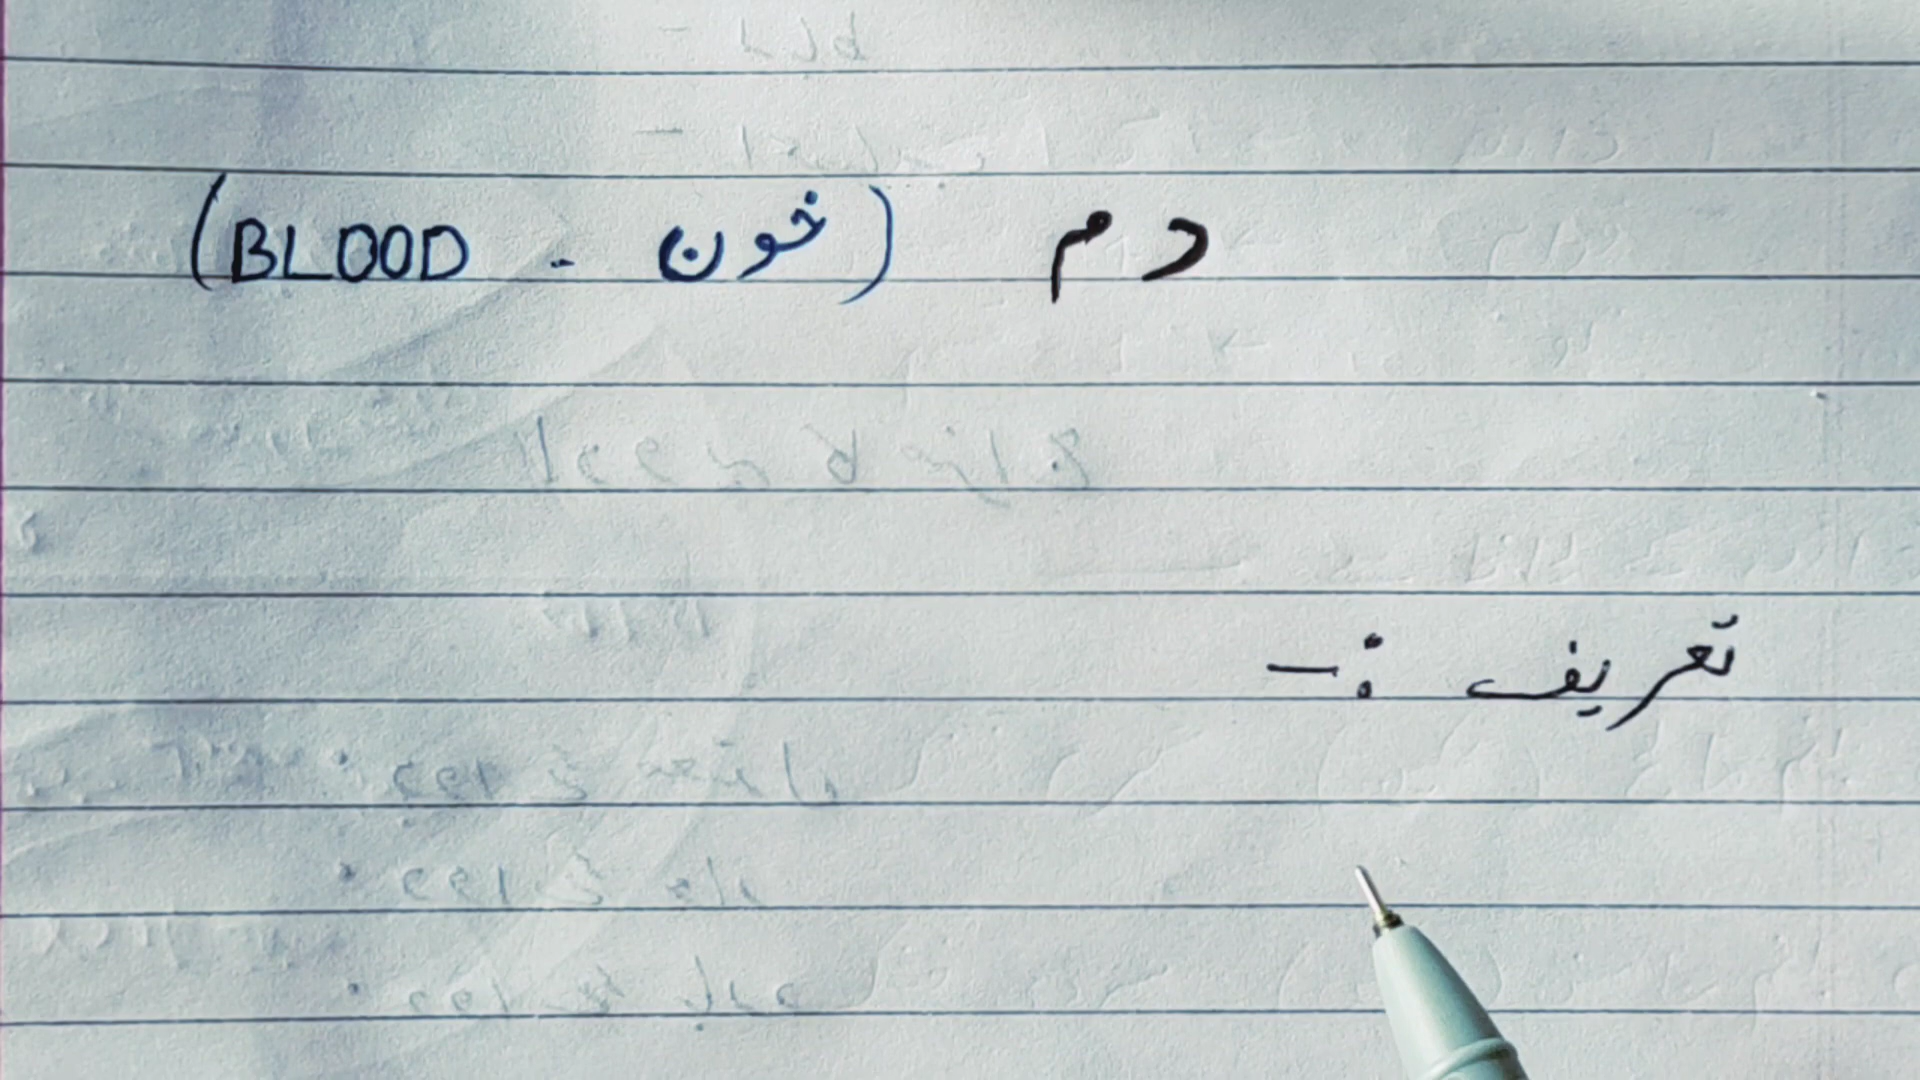 دم (خون - BLOOD)
تعریف :-